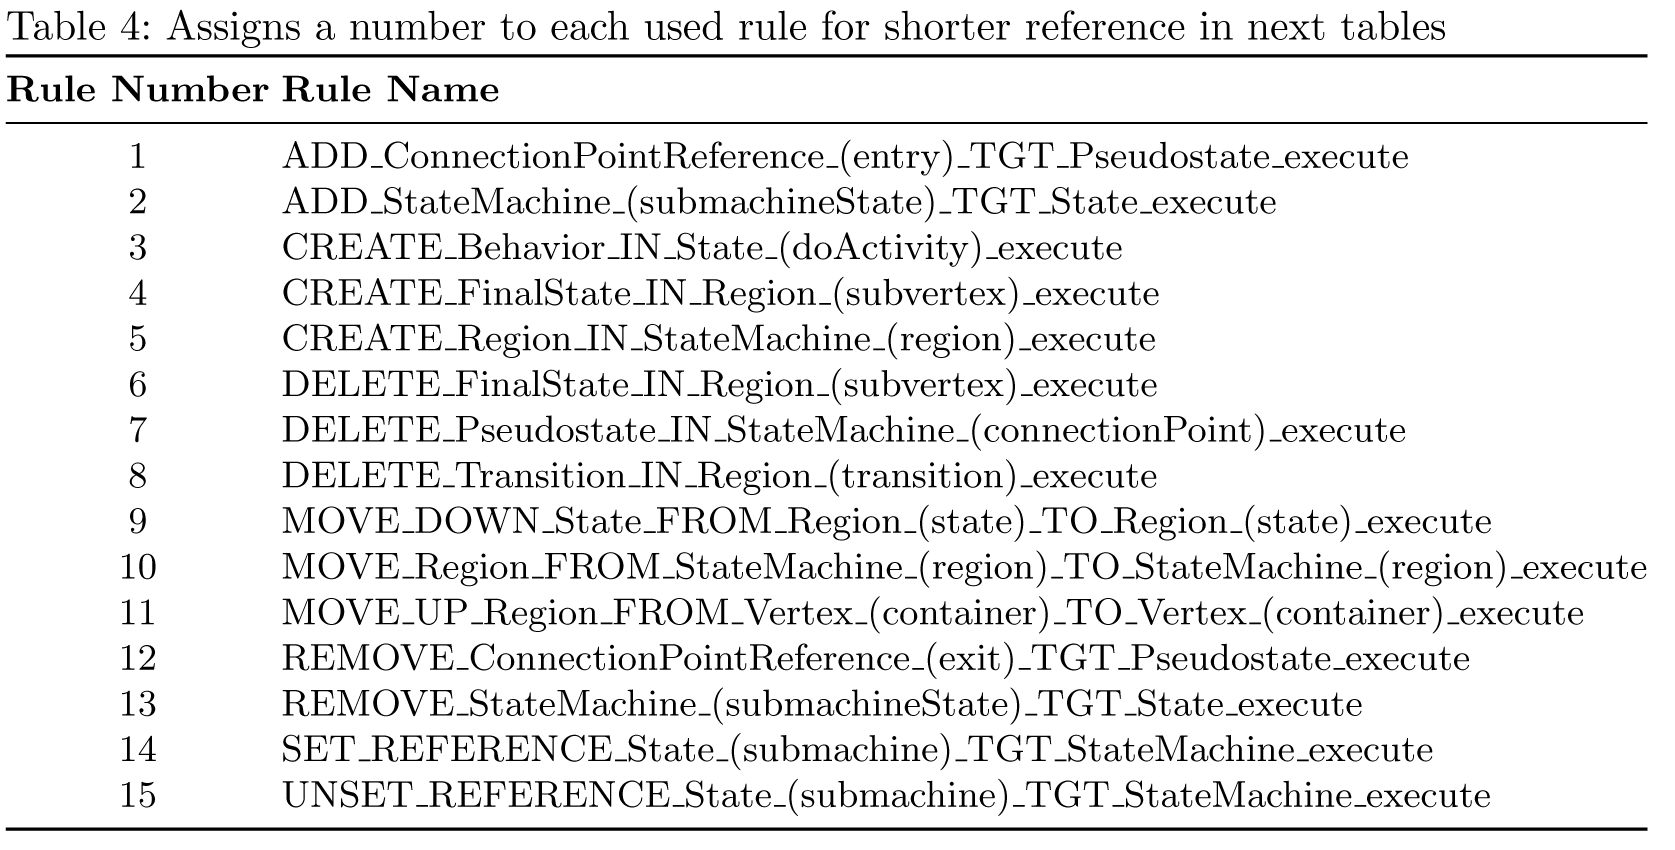 Table 4: Assigns a number to each used rule for shorter reference in next tables
Rule Number Rule Name
1 ADD_ConnectionPointReference_(entry)_TGT_Pseudostate_execute
2 ADD_StateMachine_(submachineState)_TGT_State_execute
3 CREATE_Behavior_IN_State_(doActivity)_execute
4 CREATE_FinalState_IN_Region_(subvertex)_execute
5 CREATE_Region_IN_StateMachine_(region)_execute
6 DELETE_FinalState_IN_Region_(subvertex)_execute
7 DELETE_Pseudostate_IN_StateMachine_(connectionPoint)_execute
8 DELETE_Transition_IN_Region_(transition)_execute
9 MOVE_DOWN_State_FROM_Region_(state)_TO_Region_(state)_execute
10 MOVE_Region_FROM_StateMachine_(region)_TO_StateMachine_(region)_execute
11 MOVE_UP_Region_FROM_Vertex_(container)_TO_Vertex_(container)_execute
12 REMOVE_ConnectionPointReference_(exit)_TGT_Pseudostate_execute
13 REMOVE_StateMachine_(submachineState)_TGT_State_execute
14 SET_REFERENCE_State_(submachine)_TGT_StateMachine_execute
15 UNSET_REFERENCE_State_(submachine)_TGT_StateMachine_execute